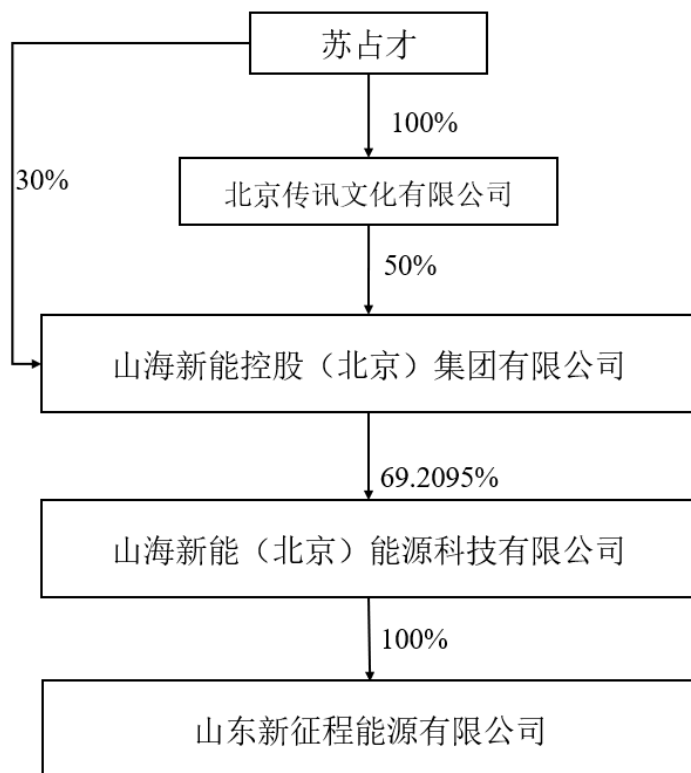 苏占才
100%
30%
北京传讯文化有限公司
50%
山海新能控股（北京）集团有限公司
69.2095%
山海新能（北京）能源科技有限公司
100%
山东新征程能源有限公司